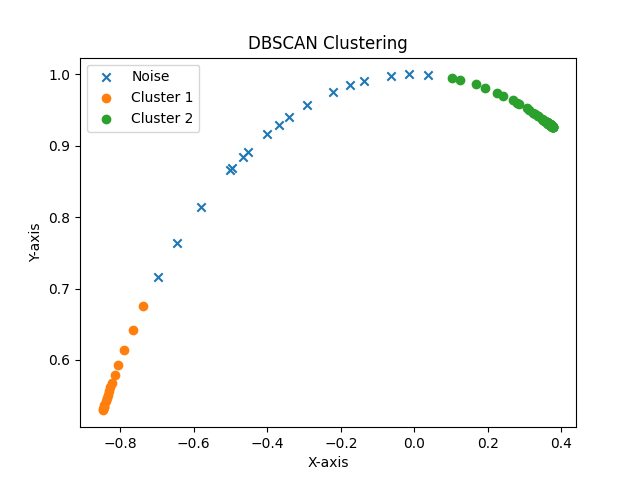 DBSCAN Clustering
Noise
Cluster 1
Cluster 2
1.0
0.9
0.8
0.7
0.6
Y-axis
−0.8 −0.6 −0.4 −0.2 0.0 0.2 0.4
X-axis